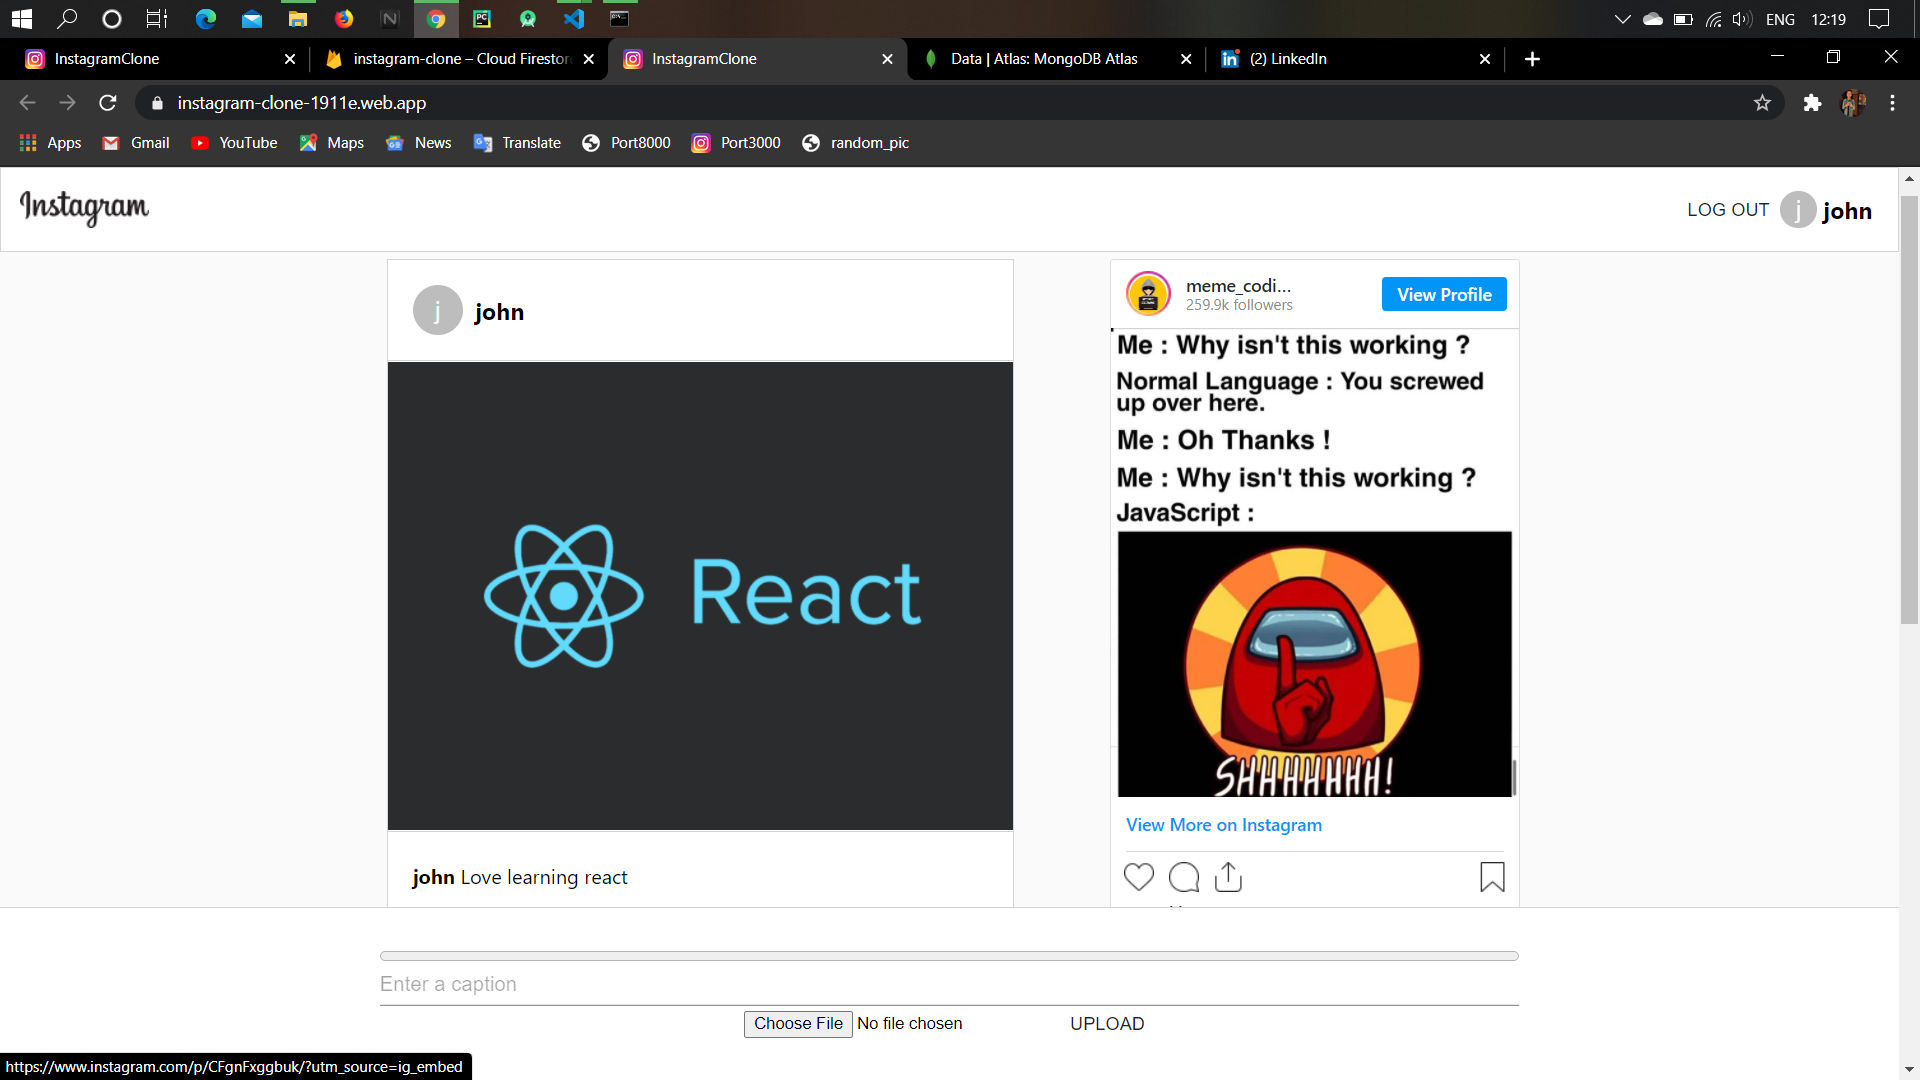 ENG 12:19
InstagramClone
instagram-clone – Cloud Firestore
InstagramClone
Data | Atlas: MongoDB Atlas
(2) LinkedIn
instagram-clone-1911e.web.app
Apps Gmail YouTube Maps News Translate Port8000 Port3000 random_pic
Instagram
LOG OUT j john
j john
React
john Love learning react
meme_codi...
259.9k followers
View Profile
Me : Why isn't this working ?
Normal Language : You screwed
up over here.
Me : Oh Thanks !
Me : Why isn't this working ?
JavaScript :
SHHHHHHH!
View More on Instagram
Enter a caption
Choose File No file chosen UPLOAD
https://www.instagram.com/p/CFgnFxggbuk/?utm_source=ig_embed